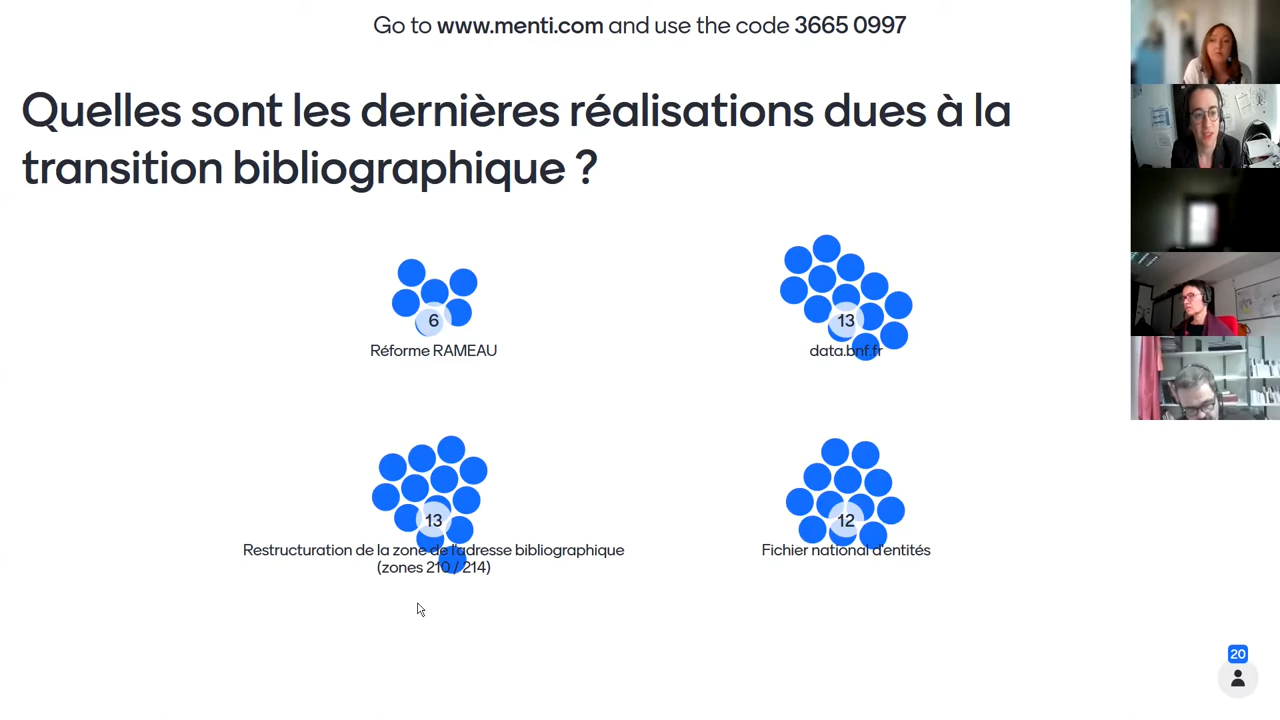 Go to www.menti.com and use the code 3665 0997
Quelles sont les dernières réalisations dues à la
transition bibliographique ?
6
Réforme RAMEAU
13
data.bnf.fr
13
Restructuration de la zone de l'adresse bibliographique
(zones 210 / 214)
12
Fichier national d'entités
20